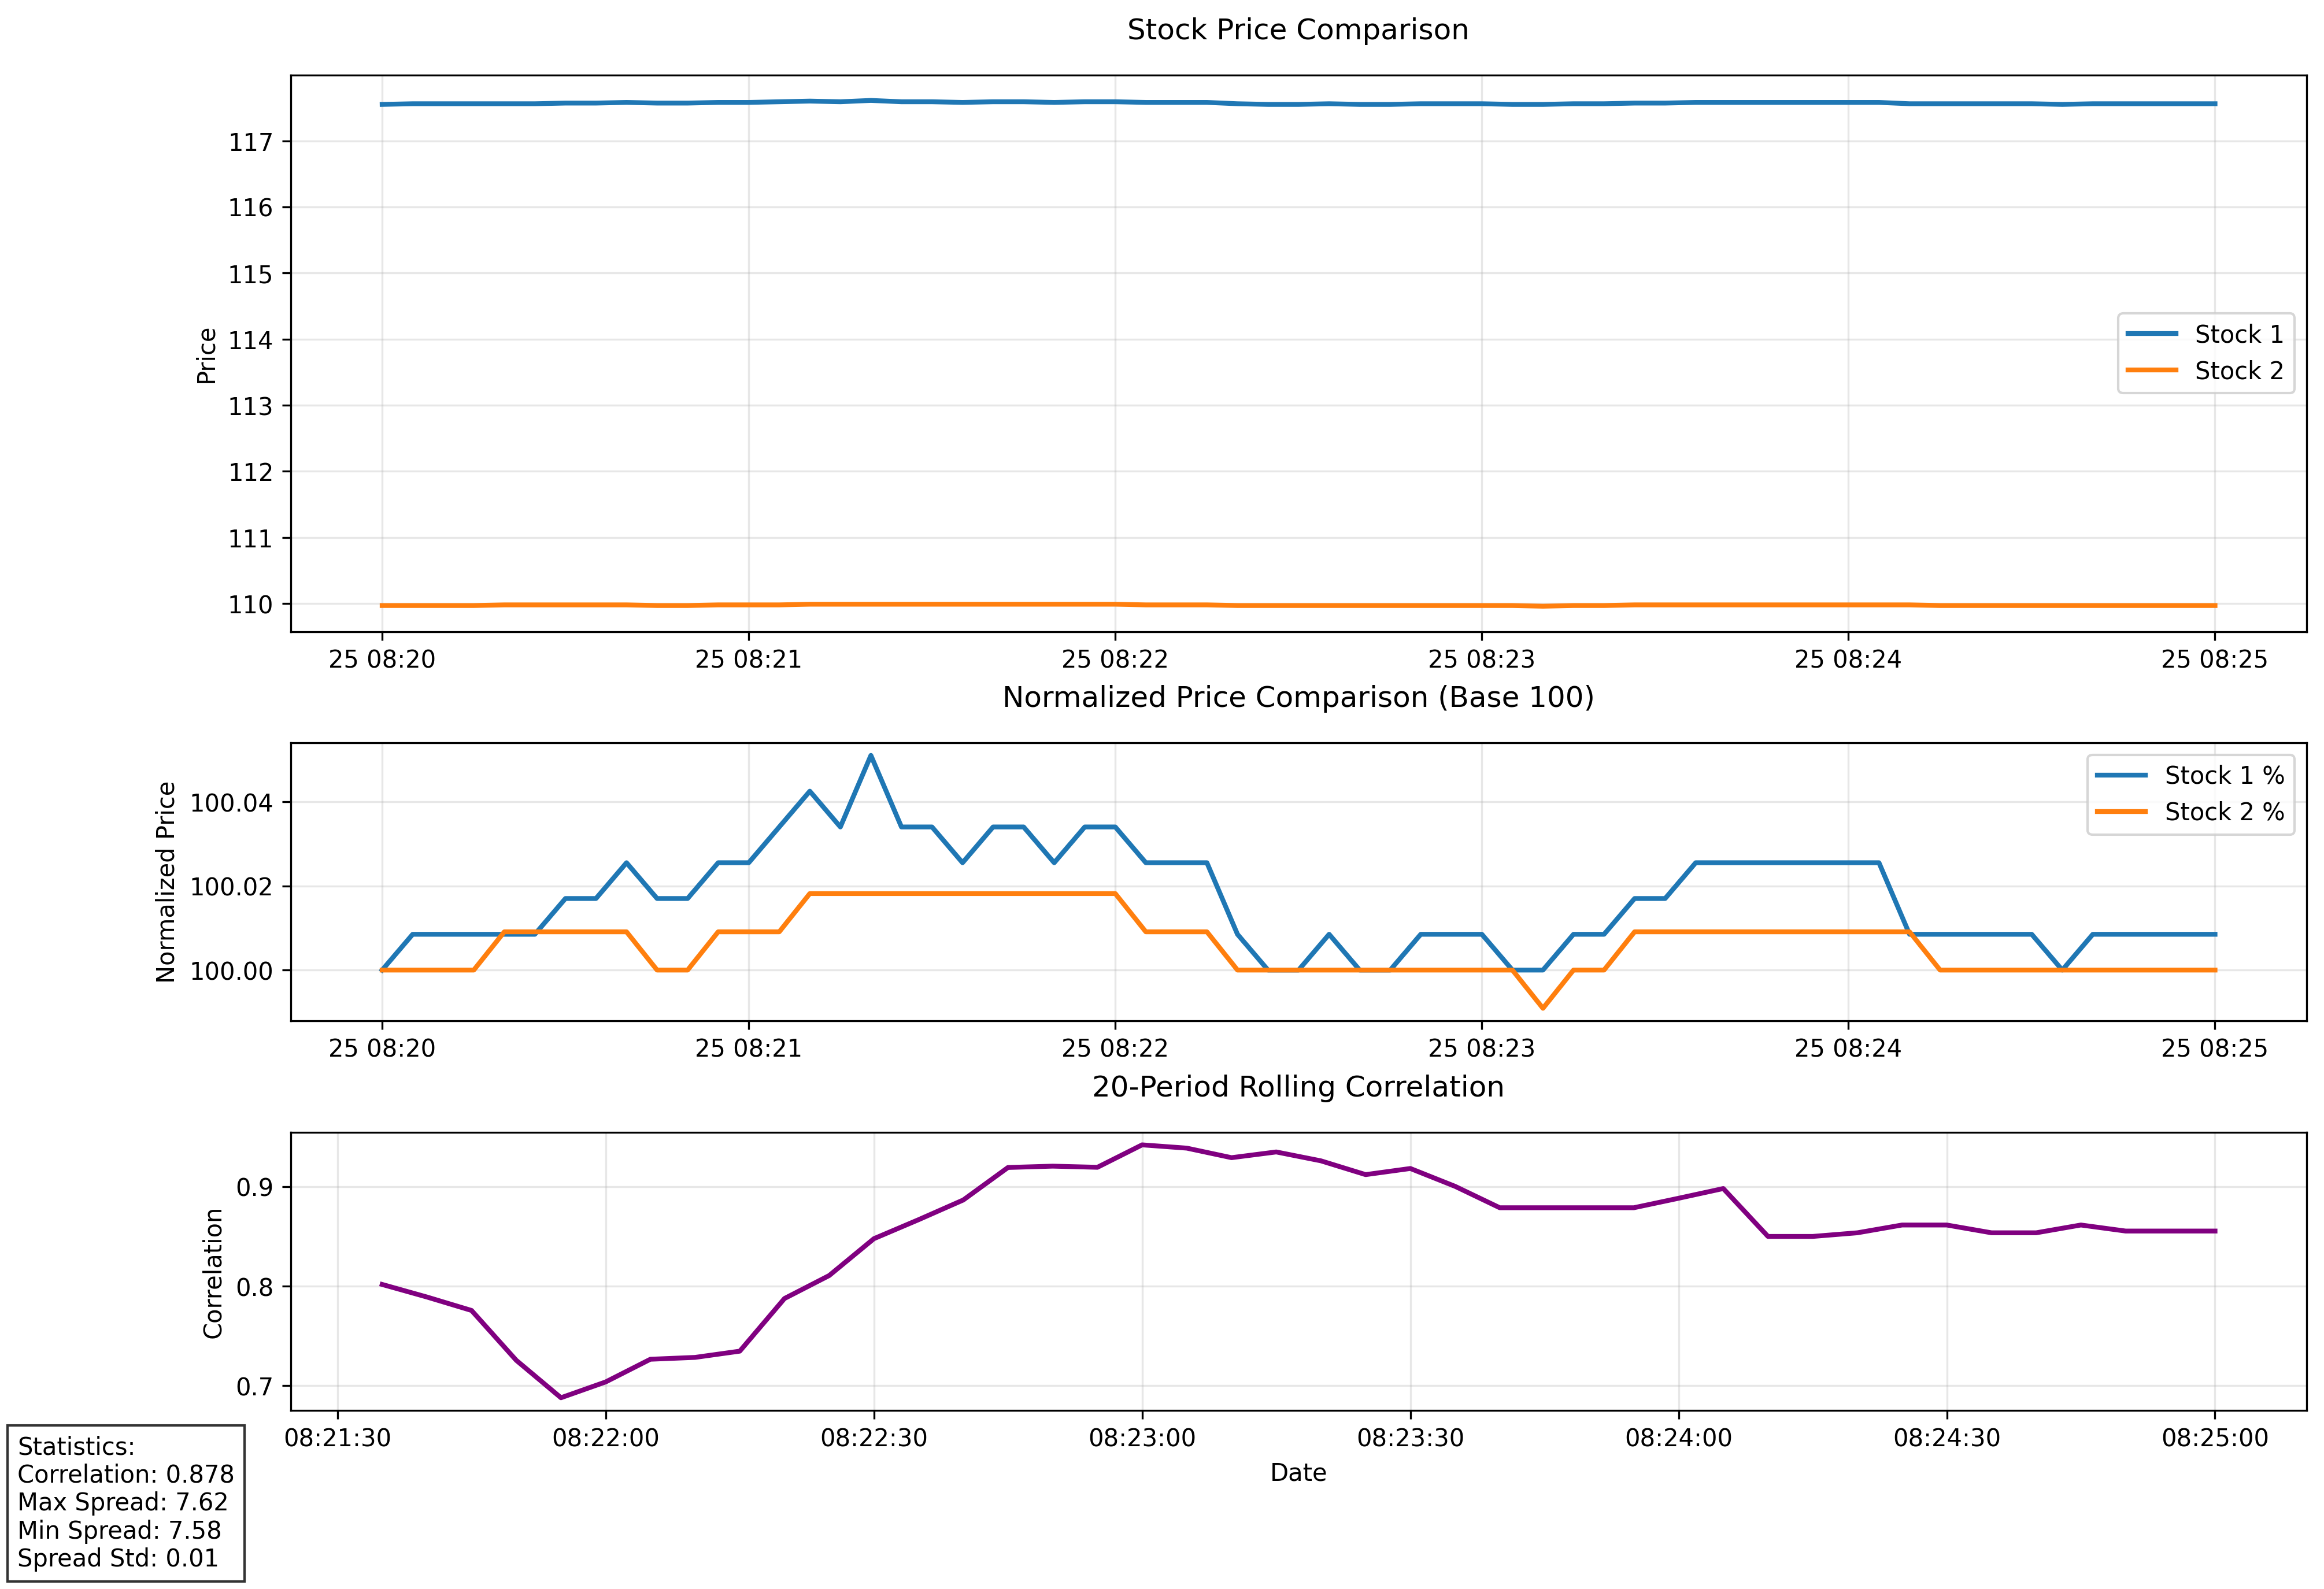 Stock Price Comparison
117
116
115
114
113
112
111
110
Price
Stock 1
Stock 2
25 08:20
25 08:21
25 08:22
25 08:23
25 08:24
25 08:25
Normalized Price Comparison (Base 100)
100.04
100.02
100.00
Normalized Price
Stock 1 %
Stock 2 %
25 08:20
25 08:21
25 08:22
25 08:23
25 08:24
25 08:25
20-Period Rolling Correlation
0.9
0.8
0.7
Correlation
08:21:30
08:22:00
08:22:30
08:23:00
08:23:30
08:24:00
08:24:30
08:25:00
Date
Statistics:
Correlation: 0.878
Max Spread: 7.62
Min Spread: 7.58
Spread Std: 0.01